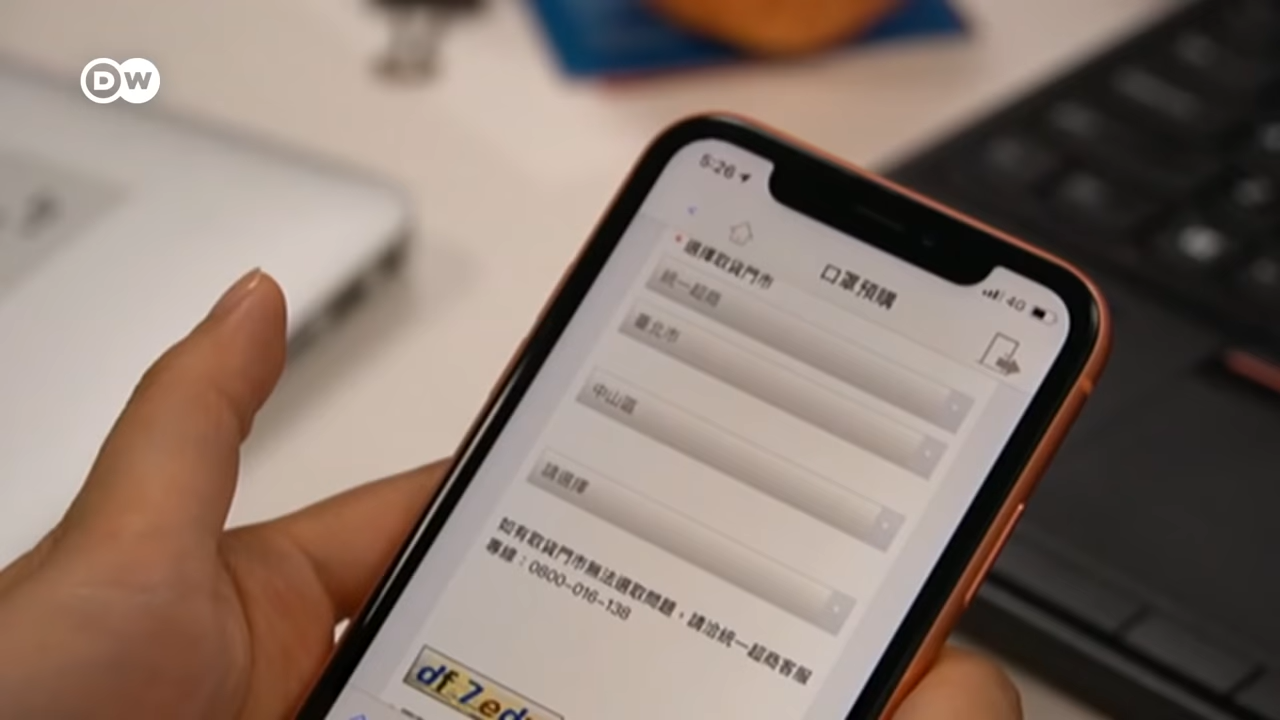 DW
5:26
4G
口罩預購
* 選擇取貨門市
統一超商
臺北市
中山區
請選擇
如有取貨門市無法選取問題,請洽統一超商客服
專線:0800-016-138